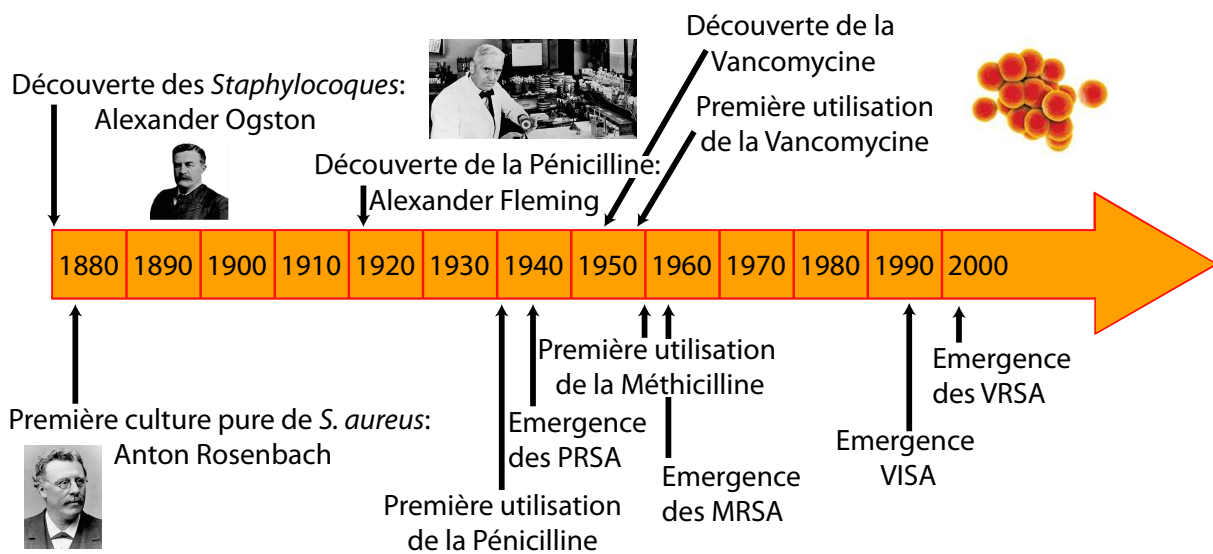 Découverte des Staphylocoques:
Alexander Ogston
Découverte de la Pénicilline:
Alexander Fleming
Découverte de la
Vancomycine
Première utilisation
de la Vancomycine
1880 1890 1900 1910 1920 1930 1940 1950 1960 1970 1980 1990 2000
Première culture pure de S. aureus:
Anton Rosenbach
Première utilisation
de la Pénicilline
Emergence
des PRSA
Première utilisation
de la Méthicilline
Emergence
des MRSA
Emergence
VISA
Emergence
des VRSA